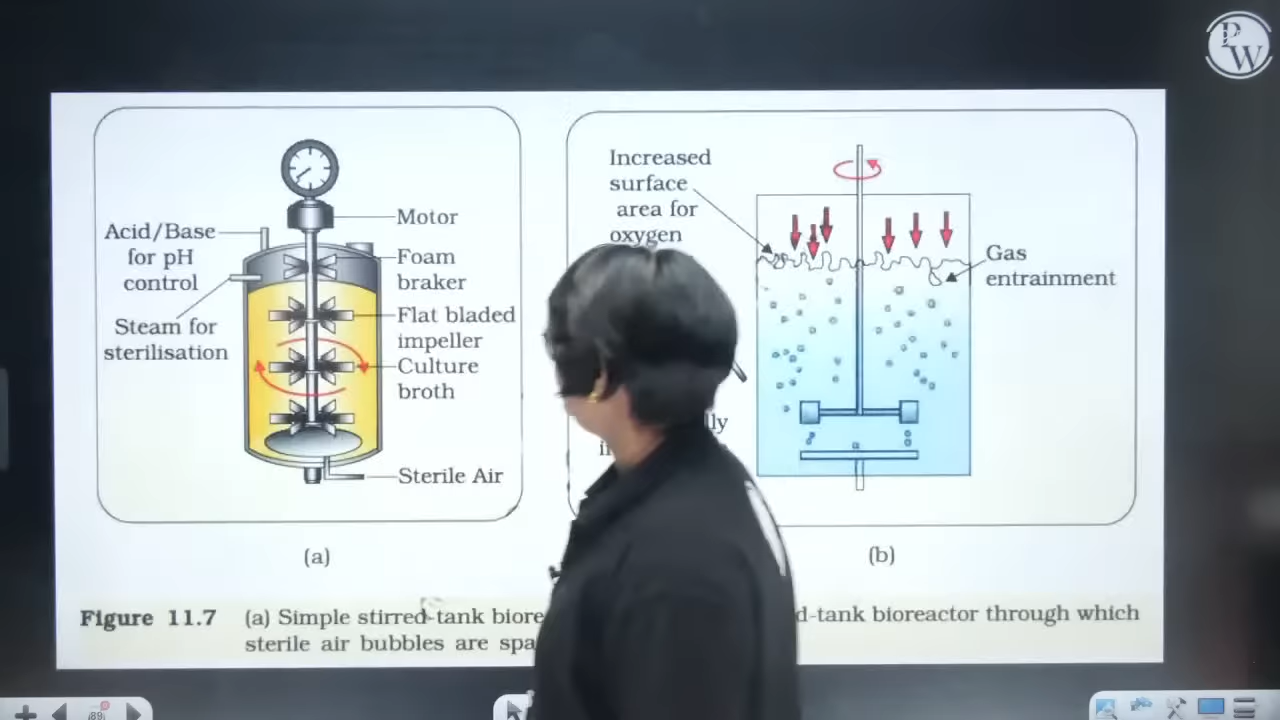 PW
Acid/Base
for pH
control
Steam for
sterilisation
Motor
Foam
braker
Flat bladed
impeller
Culture
broth
Sterile Air
(a)
Increased
surface
area for
oxygen
Gas
entrainment
(b)
Figure 11.7 (a) Simple stirred-tank d-tank bioreactor through which
sterile air bubbles are